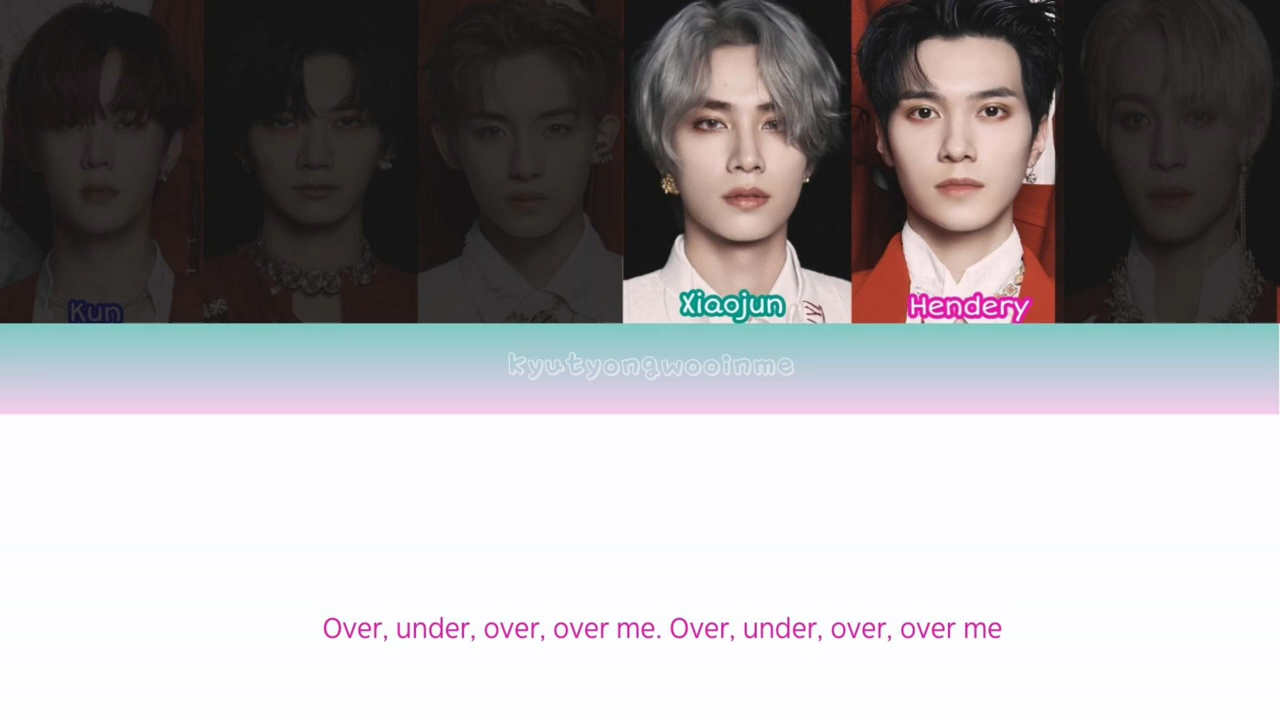 Kun
Xiaojun
Hendery
kyutyongwooinme
Over, under, over, over me. Over, under, over, over me